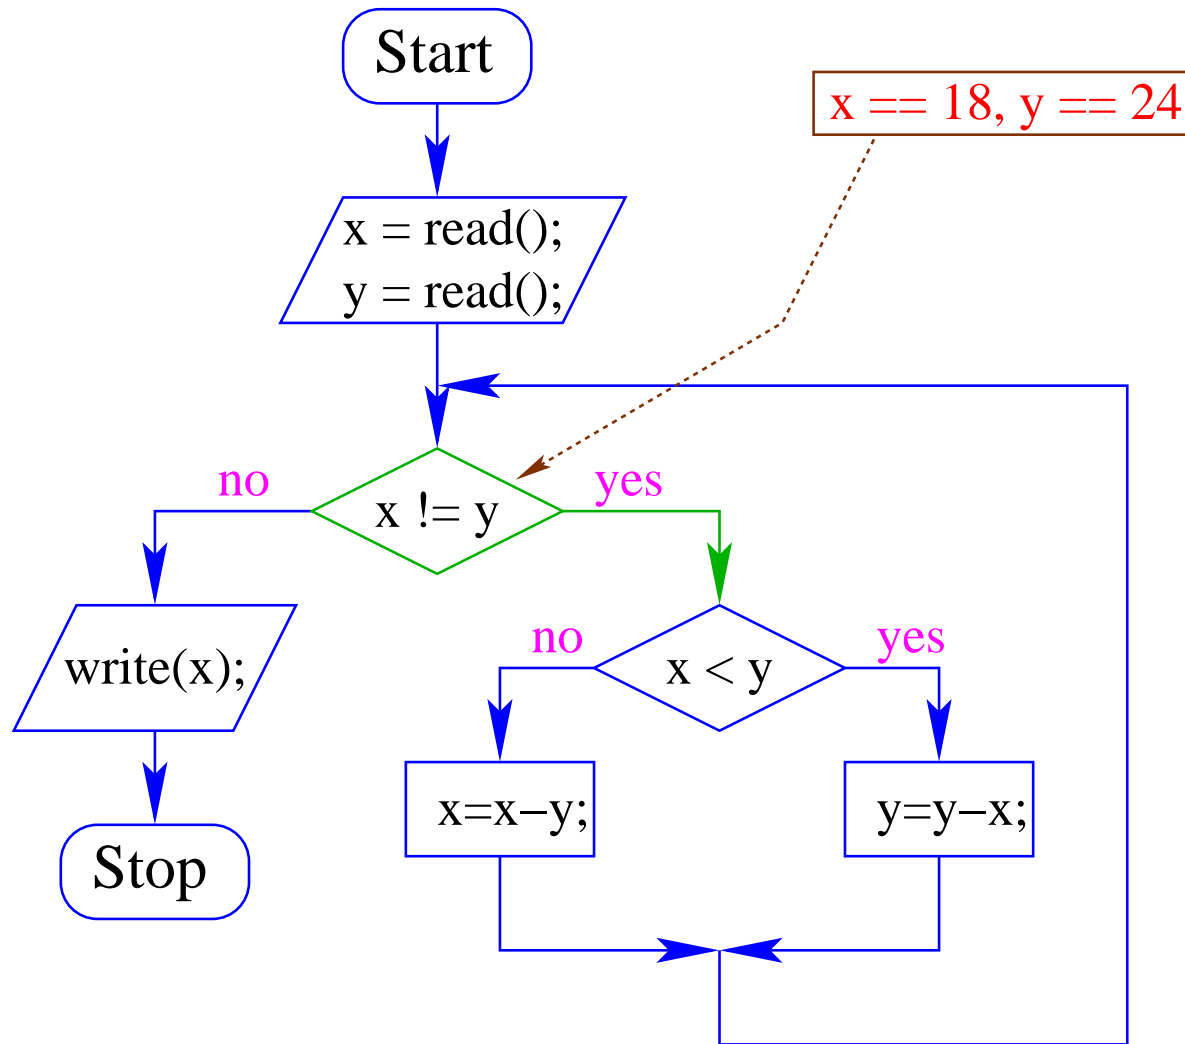 Start
x == 18, y == 24
x = read();
y = read();
no
yes
x != y
no
yes
write(x);
x < y
x=x−y;
y=y−x;
Stop